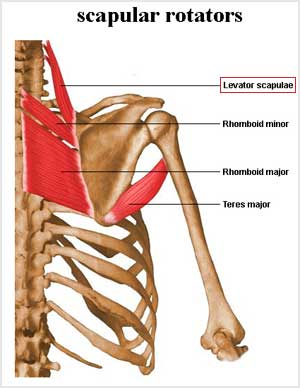 scapular rotators
Levator scapulae
Rhomboid minor
Rhomboid major
Teres major